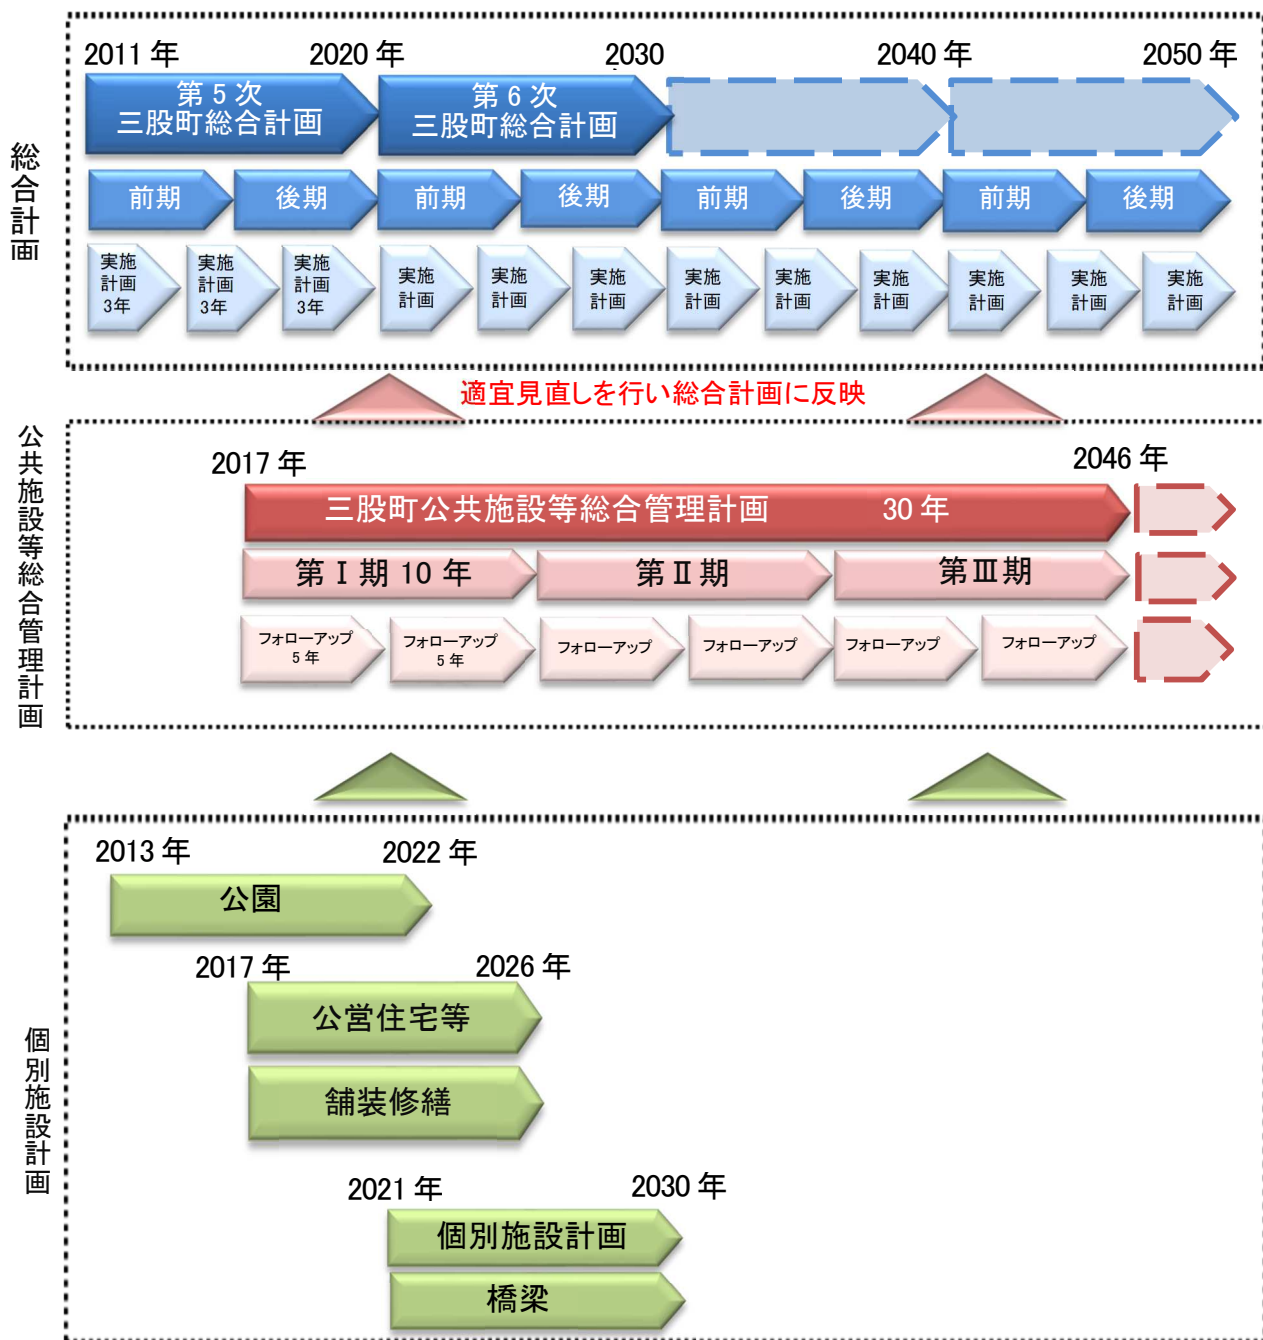 総合計画
2011 年
2020 年
2030
2040 年
2050 年
第 5 次
三股町総合計画
第 6 次
三股町総合計画
前期
後期
前期
後期
前期
後期
前期
後期
実施
計画
3年
実施
計画
3年
実施
計画
3年
実施
計画
実施
計画
実施
計画
実施
計画
実施
計画
実施
計画
実施
計画
実施
計画
実施
計画
適宜見直しを行い総合計画に反映
公共施設等総合管理計画
2017 年
2046 年
三股町公共施設等総合管理計画 30 年
第Ⅰ期 10 年
第Ⅱ期
第Ⅲ期
フォローアップ
5 年
フォローアップ
5 年
フォローアップ
フォローアップ
フォローアップ
フォローアップ
個別施設計画
2013 年
2022 年
公園
2017 年
2026 年
公営住宅等
舗装修繕
2021 年
2030 年
個別施設計画
橋梁